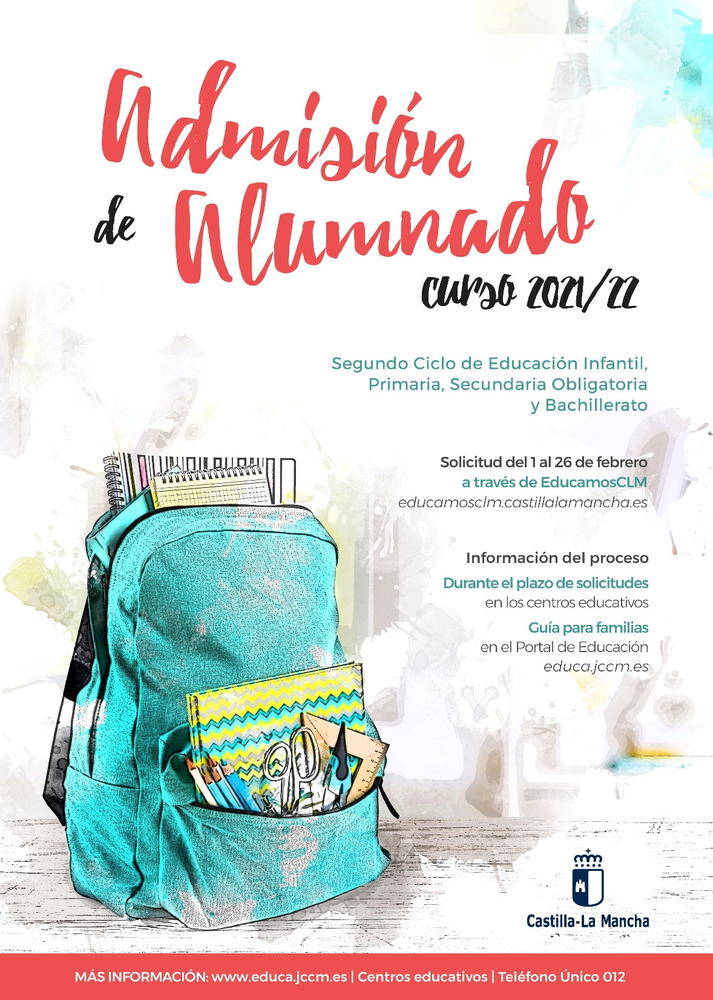 Admisión
de Alumnado
curso 2021/22
Segundo Ciclo de Educación Infantil,
Primaria, Secundaria Obligatoria
y Bachillerato
Solicitud del 1 al 26 de febrero
a través de EducamosCLM
educamosclm.castillalamancha.es
Información del proceso
Durante el plazo de solicitudes
en los centros educativos
Guía para familias
en el Portal de Educación
educa.jccm.es
Castilla-La Mancha
MÁS INFORMACIÓN: www.educa.jccm.es | Centros educativos | Teléfono Único 012